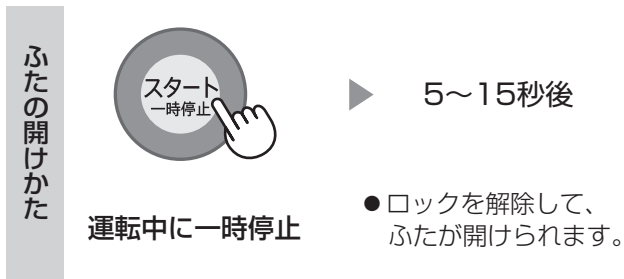 ふたの開けかた
スタート
一時停止
5～15秒後
運転中に一時停止
●ロックを解除して、
ふたが開けられます。